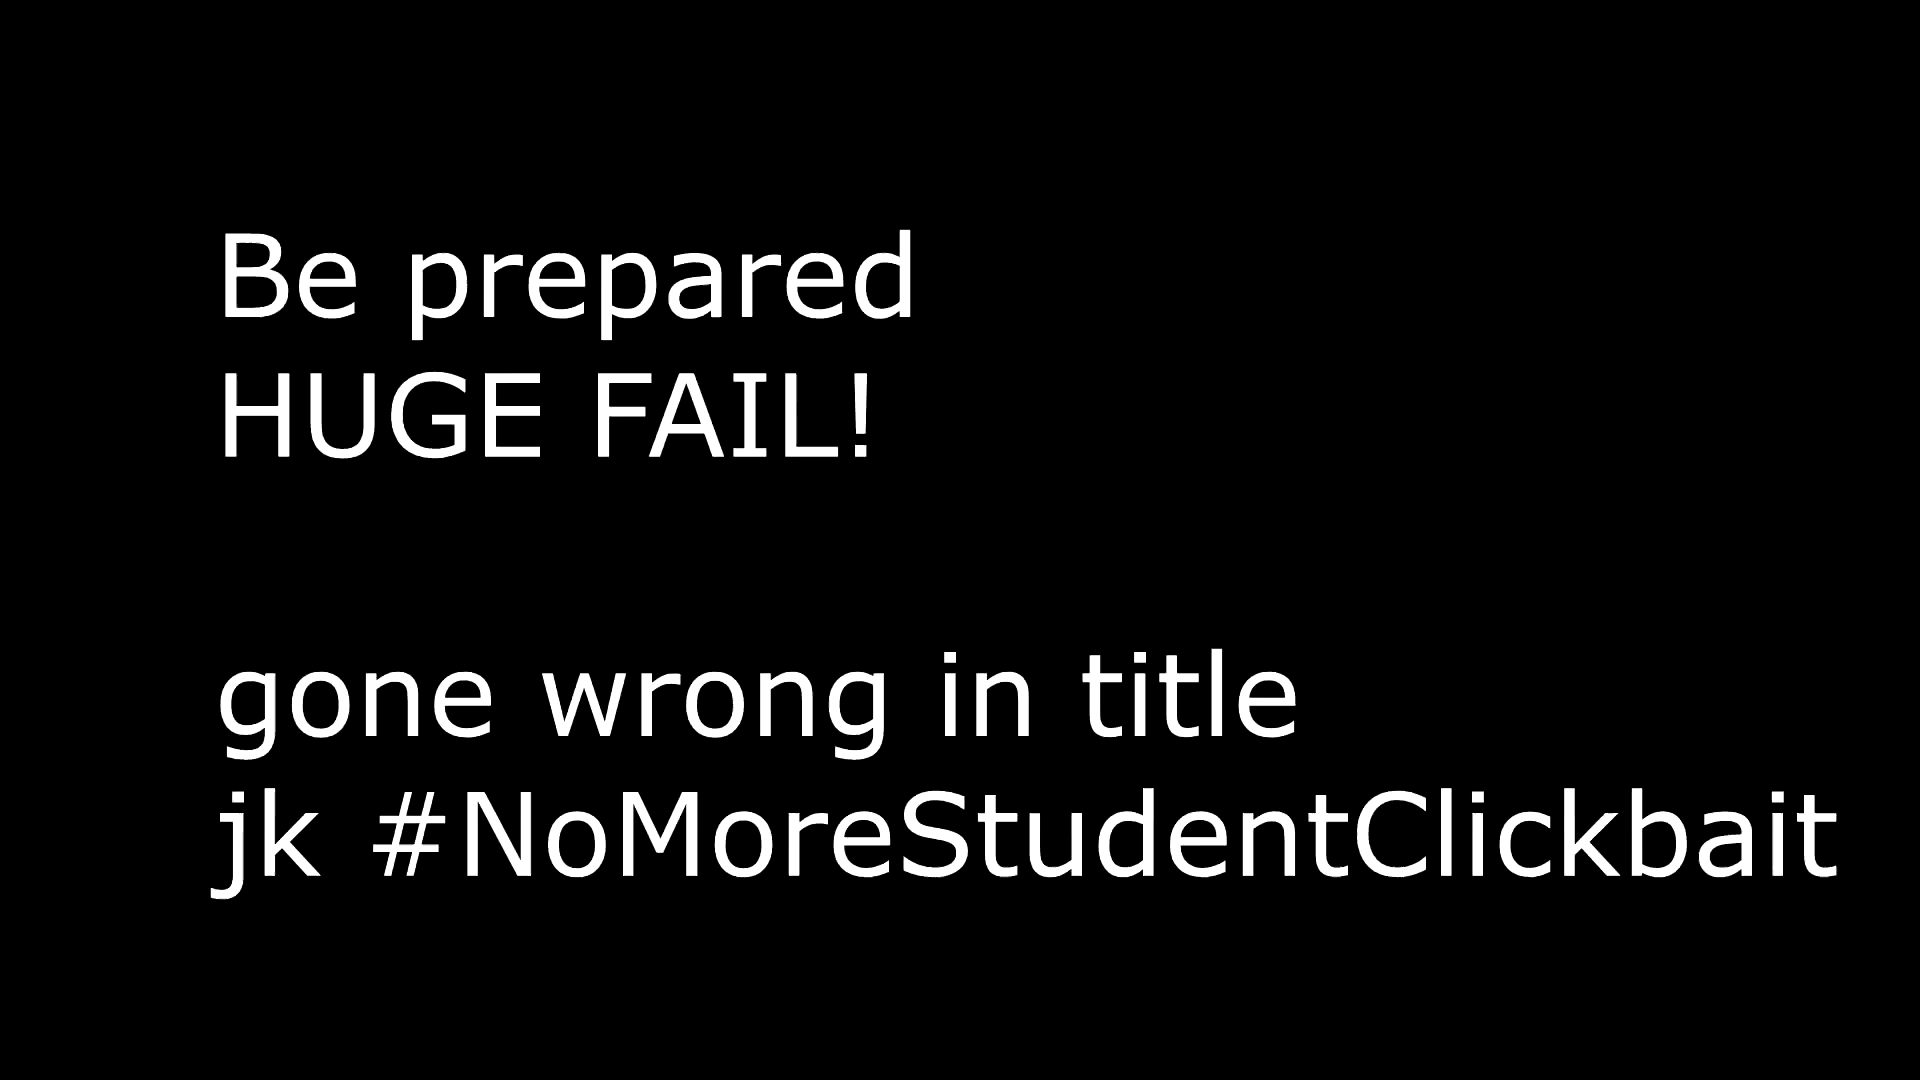 Be prepared
HUGE FAIL!
gone wrong in title
jk #NoMoreStudentClickbait